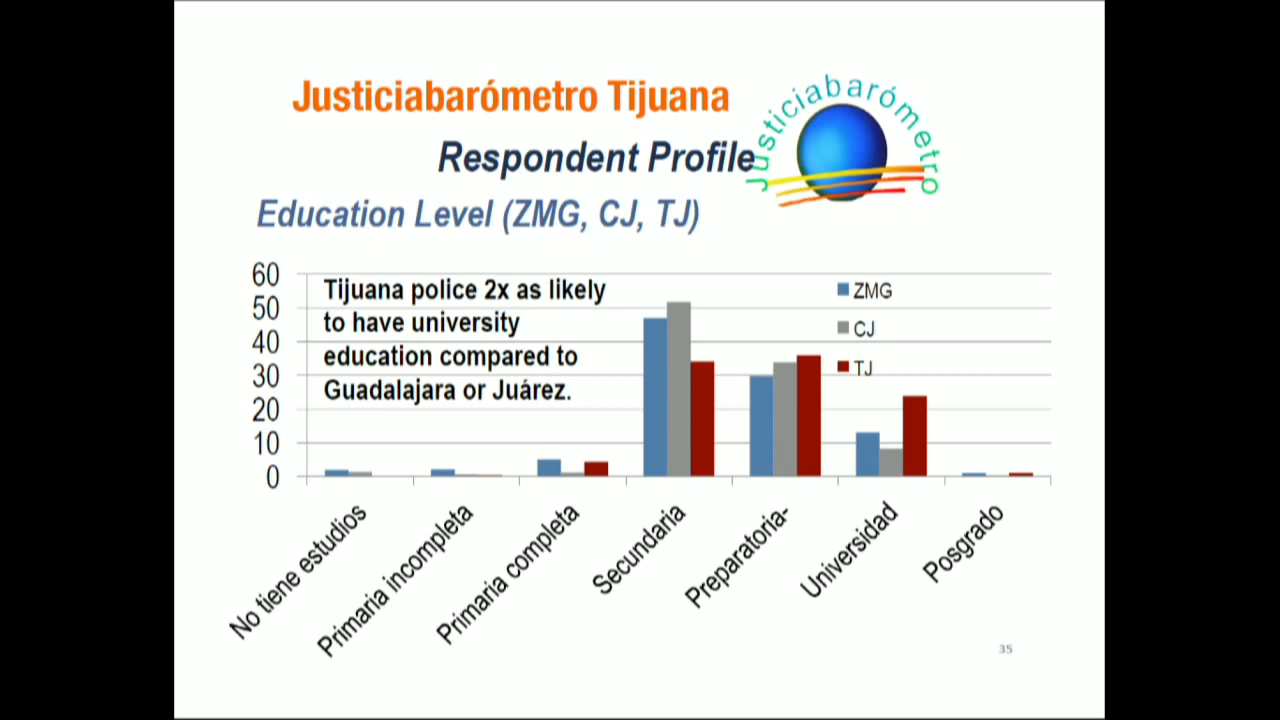 Justiciabarómetro Tijuana
Justiciabarómetro
Respondent Profile
Education Level (ZMG, CJ, TJ)
60
50
40
30
20
10
0
Tijuana police 2x as likely
to have university
education compared to
Guadalajara or Juárez.
ZMG
CJ
TJ
No tiene estudios
Primaria incompleta
Primaria completa
Secundaria
Preparatoria-
Universidad
Posgrado
35